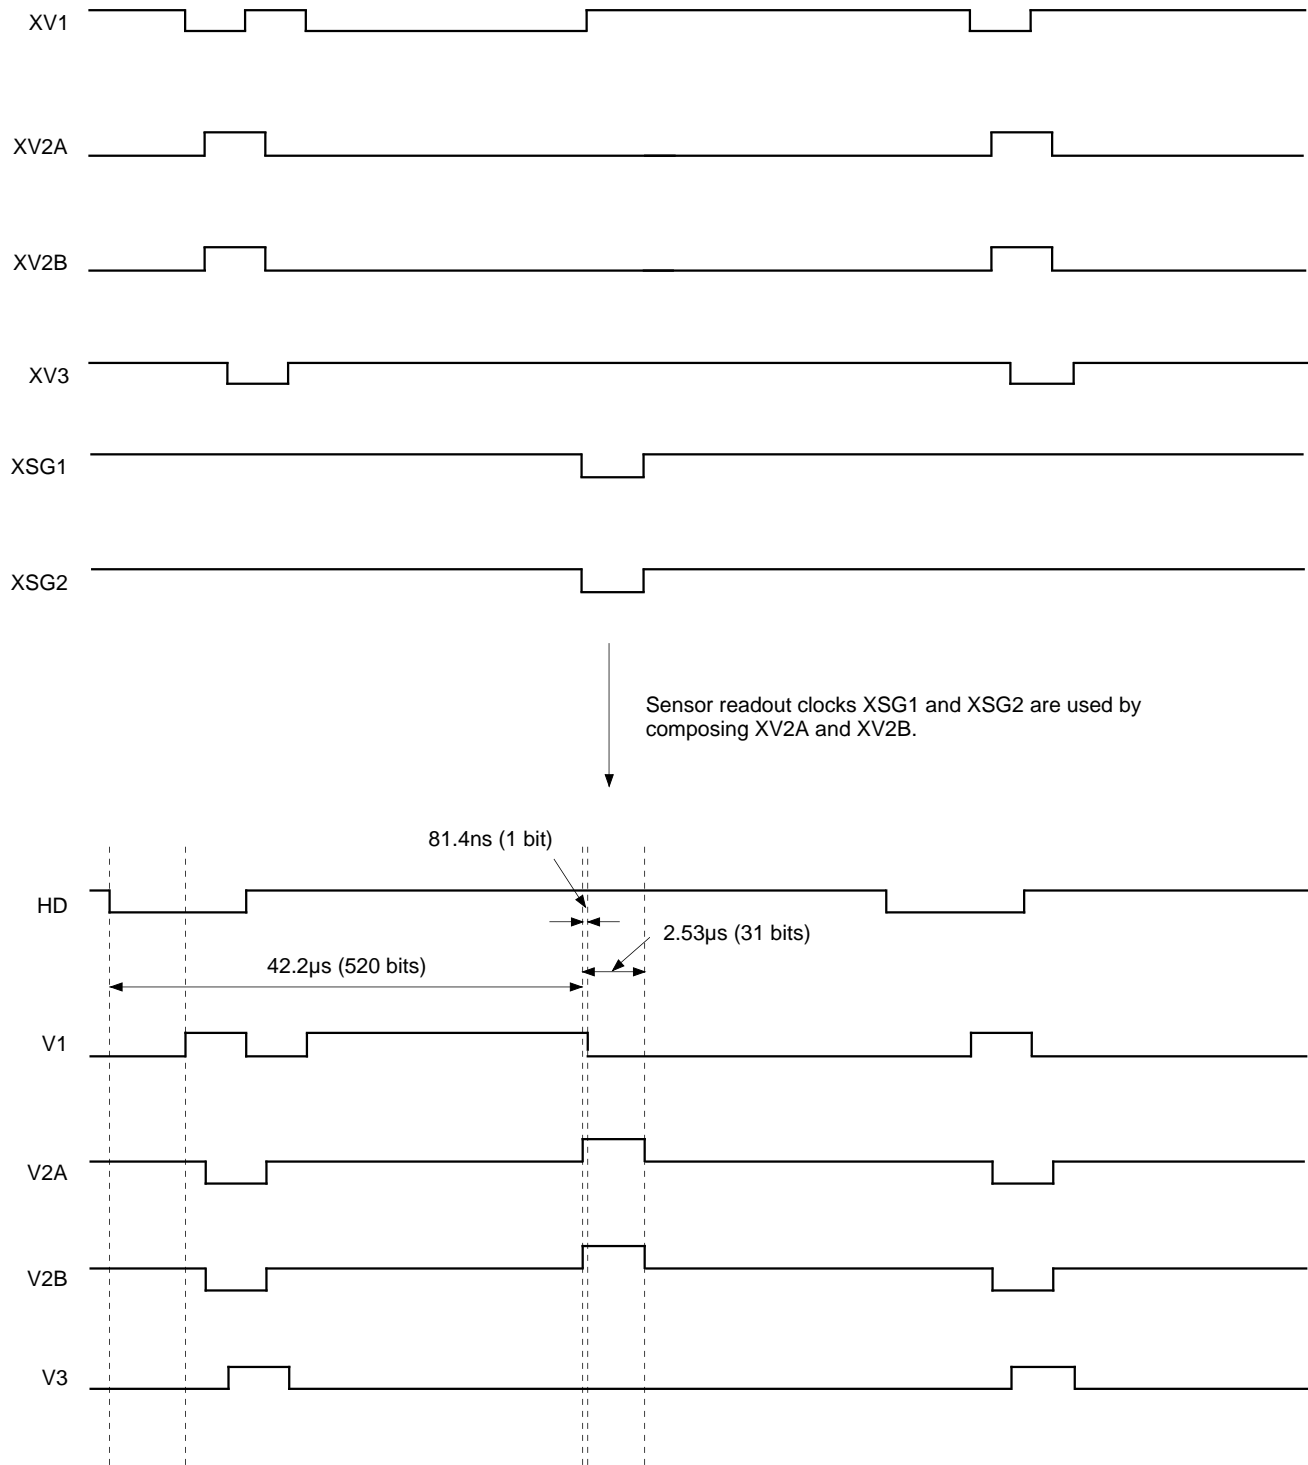 XV1
XV2A
XV2B
XV3
XSG1
XSG2
Sensor readout clocks XSG1 and XSG2 are used by
composing XV2A and XV2B.
81.4ns (1 bit)
HD
2.53µs (31 bits)
42.2µs (520 bits)
V1
V2A
V2B
V3